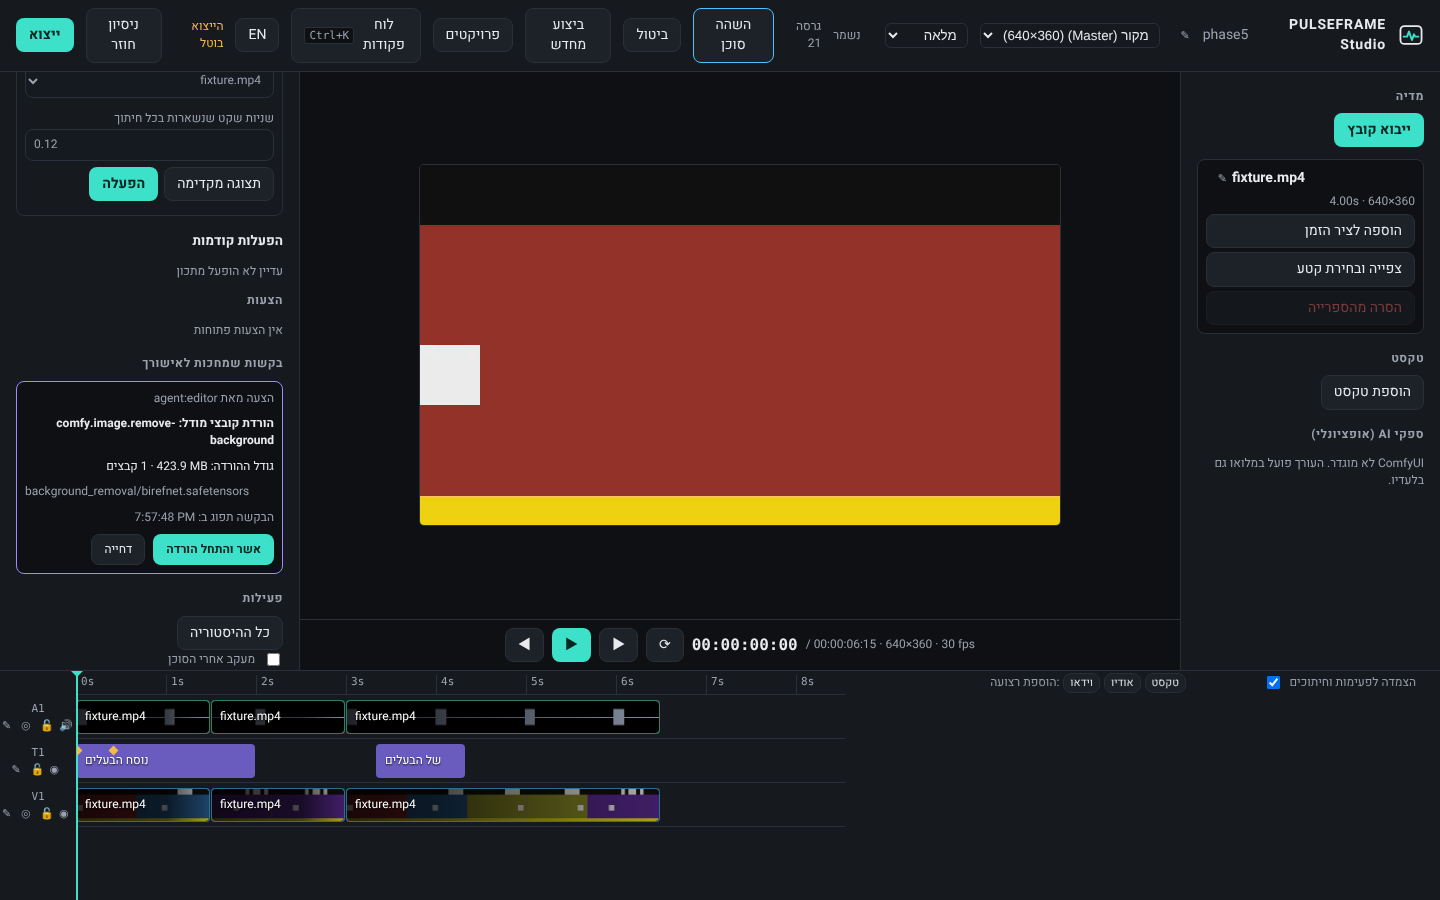 PULSEFRAME
Studio
phase5
מקור (Master) (640×360)
מלאה
נשמר
גרסה
21
השהה
סוכן
ביטול
ביצוע
מחדש
פרויקטים
לוח
פקודות
Ctrl+K
EN
הייצוא
בוטל
ניסיון
חוזר
ייצוא
מדיה
ייבוא קובץ
fixture.mp4
4.00s · 640×360
הוספה לציר הזמן
צפייה ובחירת קטע
הסרה מהספרייה
טקסט
הוספת טקסט
ספקי AI (אופציונלי)
ComfyUI לא מוגדר. העורך פועל במלואו גם
בלעדיו.
00:00:00:00
/ 00:00:06:15 · 640×360 · 30 fps
fixture.mp4
שניות שקט שנשארות בכל חיתוך
0.12
תצוגה מקדימה
הפעלה
הפעלות קודמות
עדיין לא הופעל מתכון
הצעות
אין הצעות פתוחות
בקשות שמחכות לאישורך
הצעה מאת agent:editor
הורדת קובצי מודל: comfy.image.remove-
background
גודל ההורדה: 423.9 MB · 1 קבצים
background_removal/birefnet.safetensors
הבקשה תפוג ב: 7:57:48 PM
אשר והתחל הורדה
דחייה
פעילות
כל ההיסטוריה
מעקב אחרי הסוכן
הצמדה לפעימות וחיתוכים
הוספת רצועה:
וידאו
אודיו
טקסט
0s
1s
2s
3s
4s
5s
6s
7s
8s
A1
fixture.mp4
fixture.mp4
fixture.mp4
T1
נוסח הבעלים
של הבעלים
V1
fixture.mp4
fixture.mp4
fixture.mp4